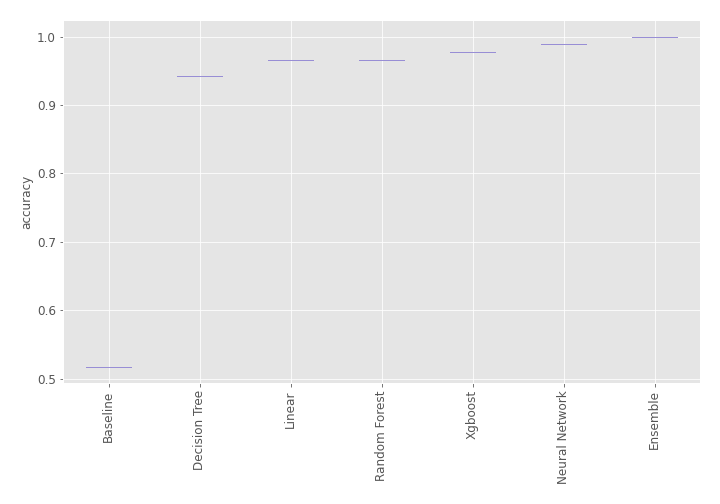 accuracy
1.0
0.9
0.8
0.7
0.6
0.5
Baseline
Decision Tree
Linear
Random Forest
Xgboost
Neural Network
Ensemble